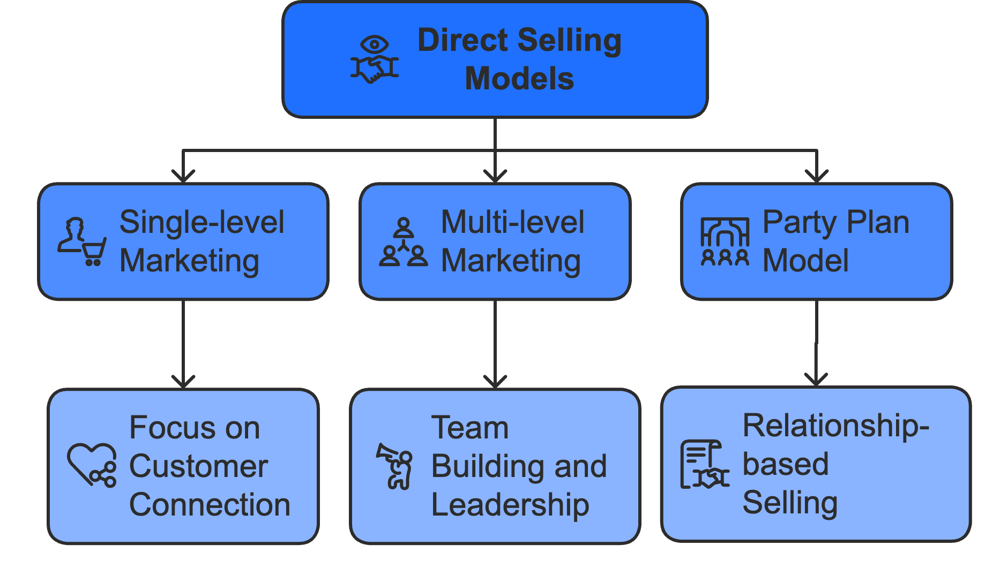 Direct Selling
Models
Single-level
Marketing
Multi-level
Marketing
Party Plan
Model
Focus on
Customer
Connection
Team
Building and
Leadership
Relationship-
based
Selling